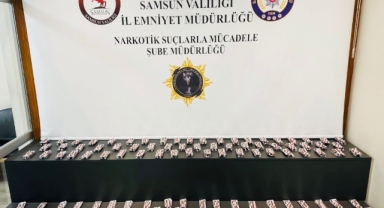 SAMSUN VALİLİĞİ
İL EMNİYET MÜDÜRLÜĞÜ
NARKOTİK SUÇLARLA MÜCADELE
ŞUBE MÜDÜRLÜĞÜ